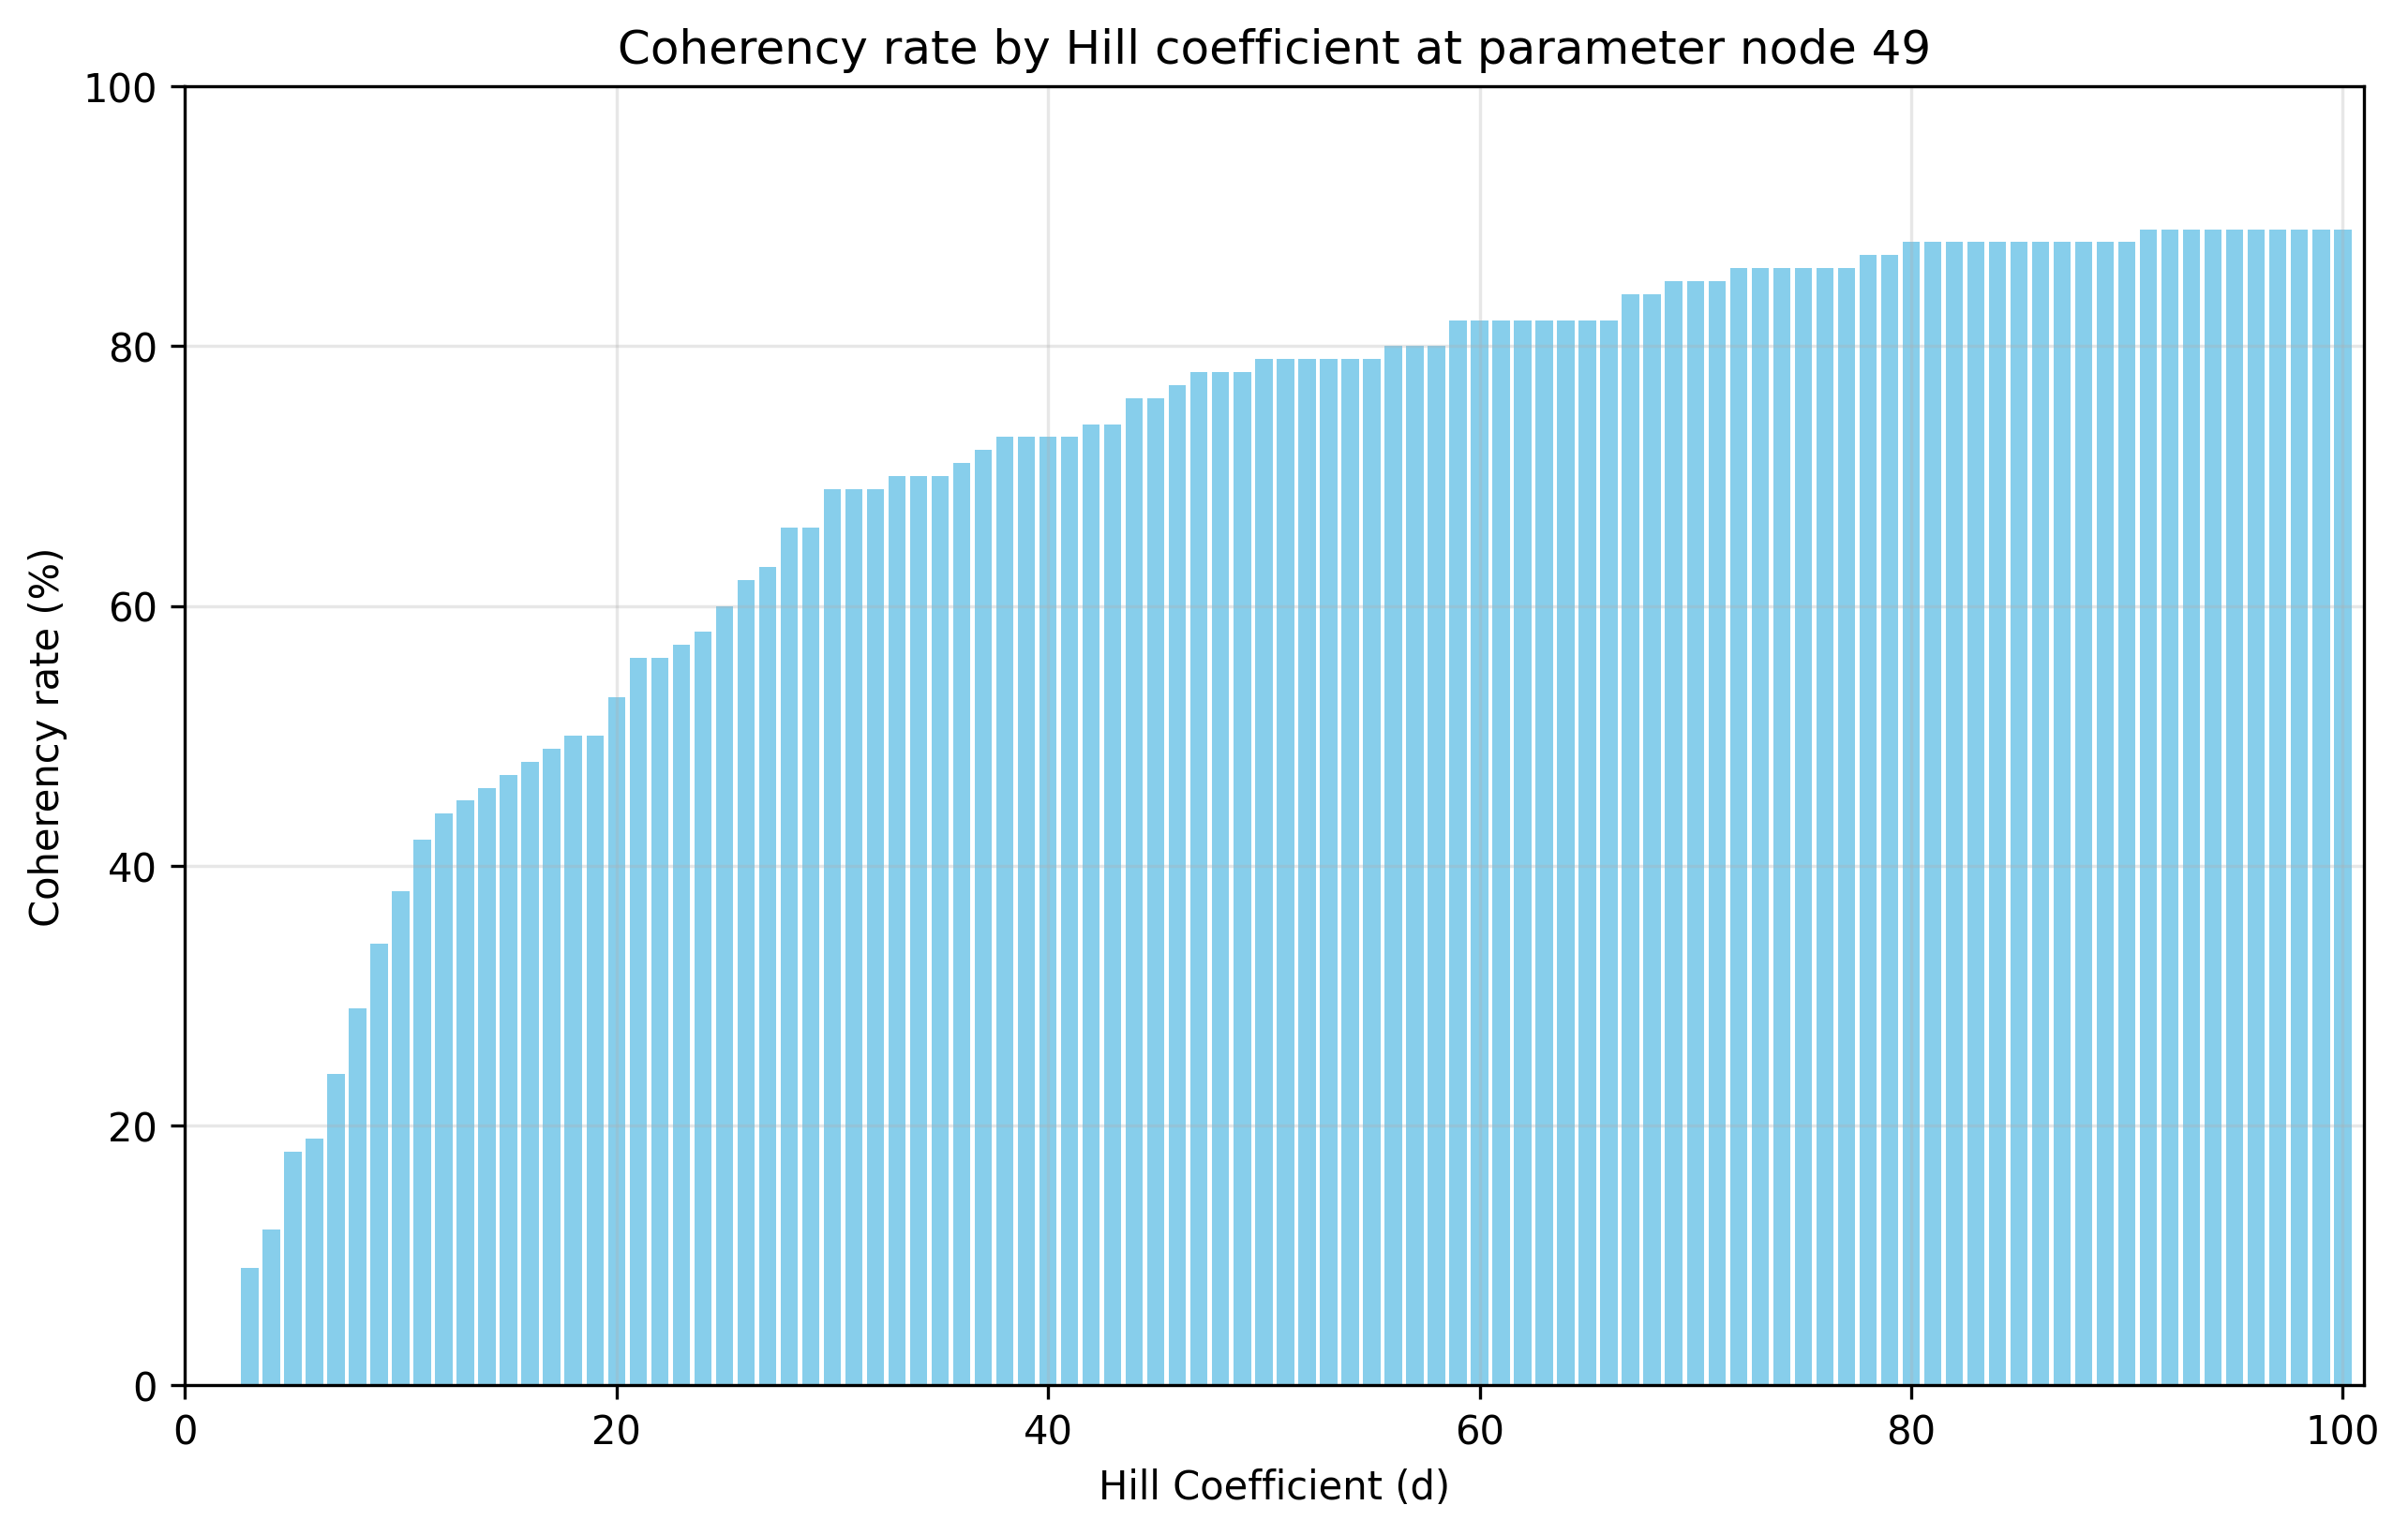 Coherency rate by Hill coefficient at parameter node 49
100
80
60
40
20
0
Coherency rate (%)
0 20 40 60 80 100
Hill Coefficient (d)